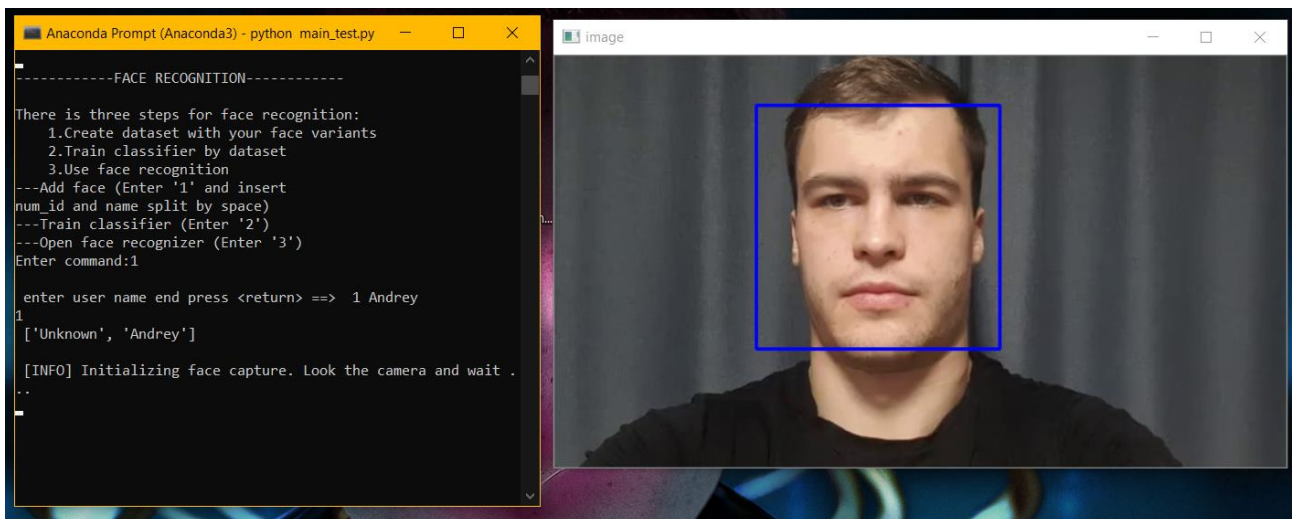 Anaconda Prompt (Anaconda3) - python main_test.py
------------FACE RECOGNITION------------
There is three steps for face recognition:
1.Create dataset with your face variants
2.Train classifier by dataset
3.Use face recognition
---Add face (Enter '1' and insert
num_id and name split by space)
---Train classifier (Enter '2')
---Open face recognizer (Enter '3')
Enter command:1
enter user name end press <return> ==>  1 Andrey
1
['Unknown', 'Andrey']
[INFO] Initializing face capture. Look the camera and wait .
..
image